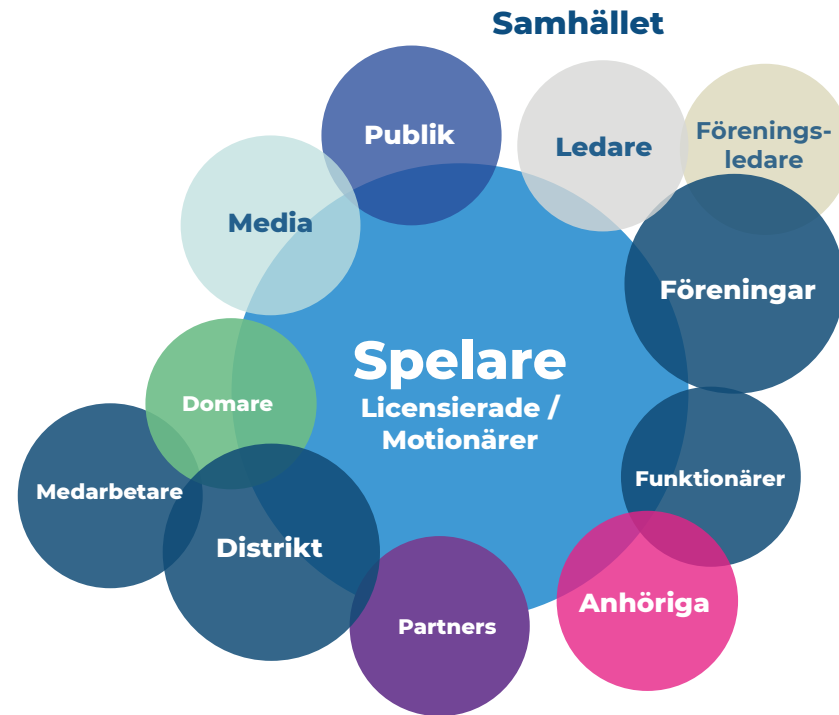 Samhället
Publik
Ledare
Förenings-
ledare
Media
Föreningar
Spelare
Licensierade /
Motionärer
Domare
Funktionärer
Medarbetare
Distrikt
Anhöriga
Partners